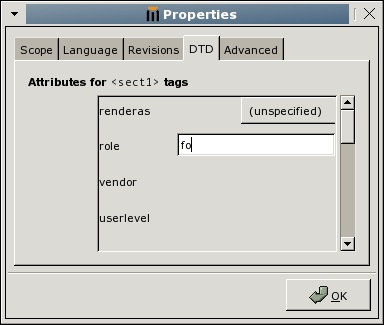 Properties
Scope Language Revisions DTD Advanced
Attributes for <sect1> tags
renderas (unspecified)
role fo
vendor
userlevel
OK